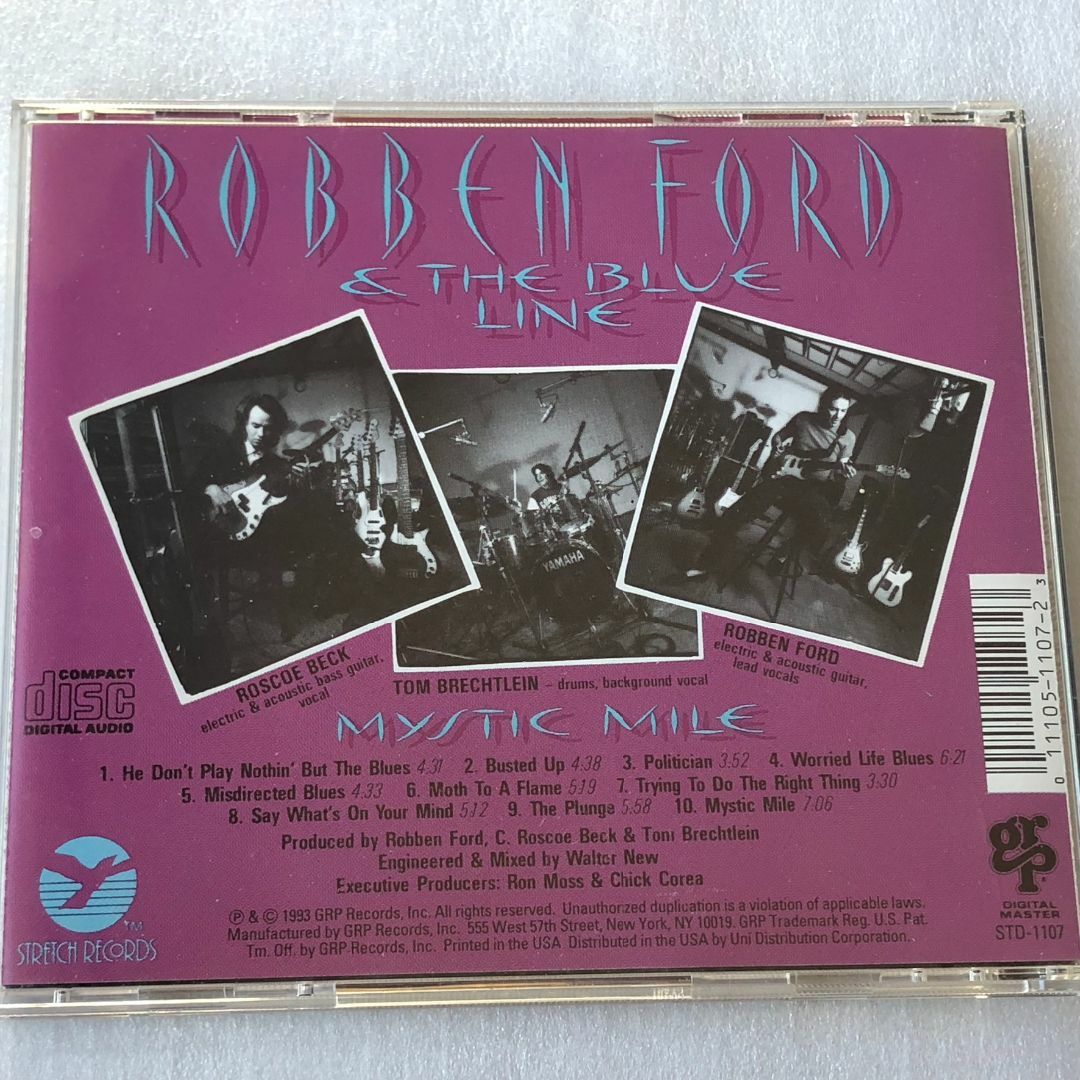 ROBBEN FORD
& THE BLUE
LINE
YAMAHA
ROSCOE BECK
electric & acoustic bass guitar,
vocal
TOM BRECHTLEIN – drums, background vocal
ROBBEN FORD
electric & acoustic guitar,
lead vocals
COMPACT
disc
DIGITAL AUDIO
MYSTIC MILE
1. He Don't Play Nothin' But The Blues 4:31 2. Busted Up 4:38 3. Politician 3:52 4. Worried Life Blues 6:21
5. Misdirected Blues 4:33 6. Moth To A Flame 5:19 7. Trying To Do The Right Thing 3:30
8. Say What's On Your Mind 5:12 9. The Plunge 5:58 10. Mystic Mile 7:06
Produced by Robben Ford, C. Roscoe Beck & Tom Brechtlein
Engineered & Mixed by Walter New
Executive Producers: Ron Moss & Chick Corea
℗ & © 1993 GRP Records, Inc. All rights reserved. Unauthorized duplication is a violation of applicable laws.
Manufactured by GRP Records, Inc. 555 West 57th Street, New York, NY 10019. GRP Trademark Reg. U.S. Pat.
Tm. Off. by GRP Records, Inc. Printed in the USA. Distributed in the USA by Uni Distribution Corporation.
TM
STRETCH RECORDS
0 11105-1107-2 3
grp
DIGITAL
MASTER
STD-1107